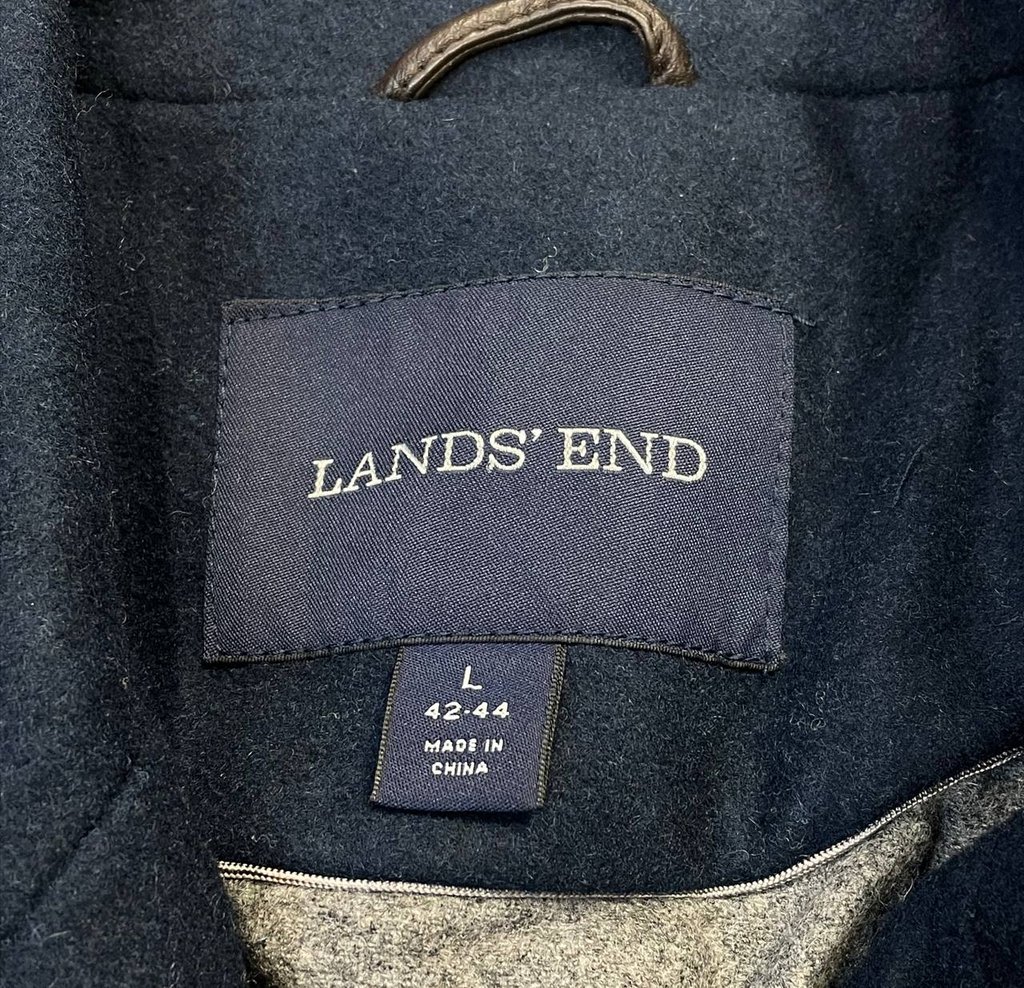 LANDS' END
L
42-44
MADE IN
CHINA